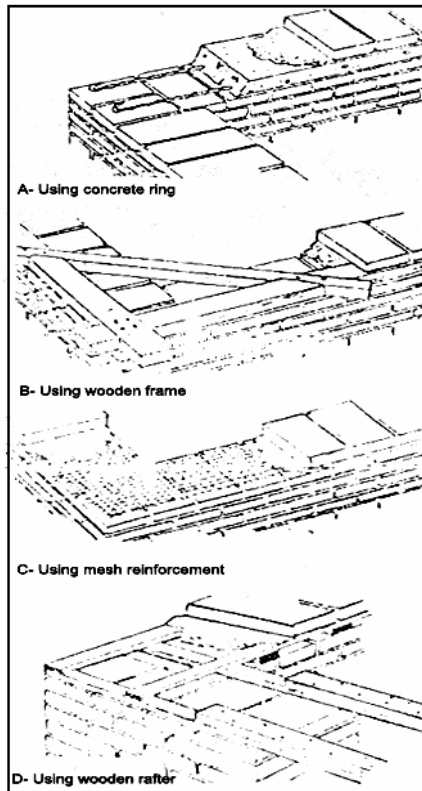 A- Using concrete ring
B- Using wooden frame
C- Using mesh reinforcement
D- Using wooden rafter